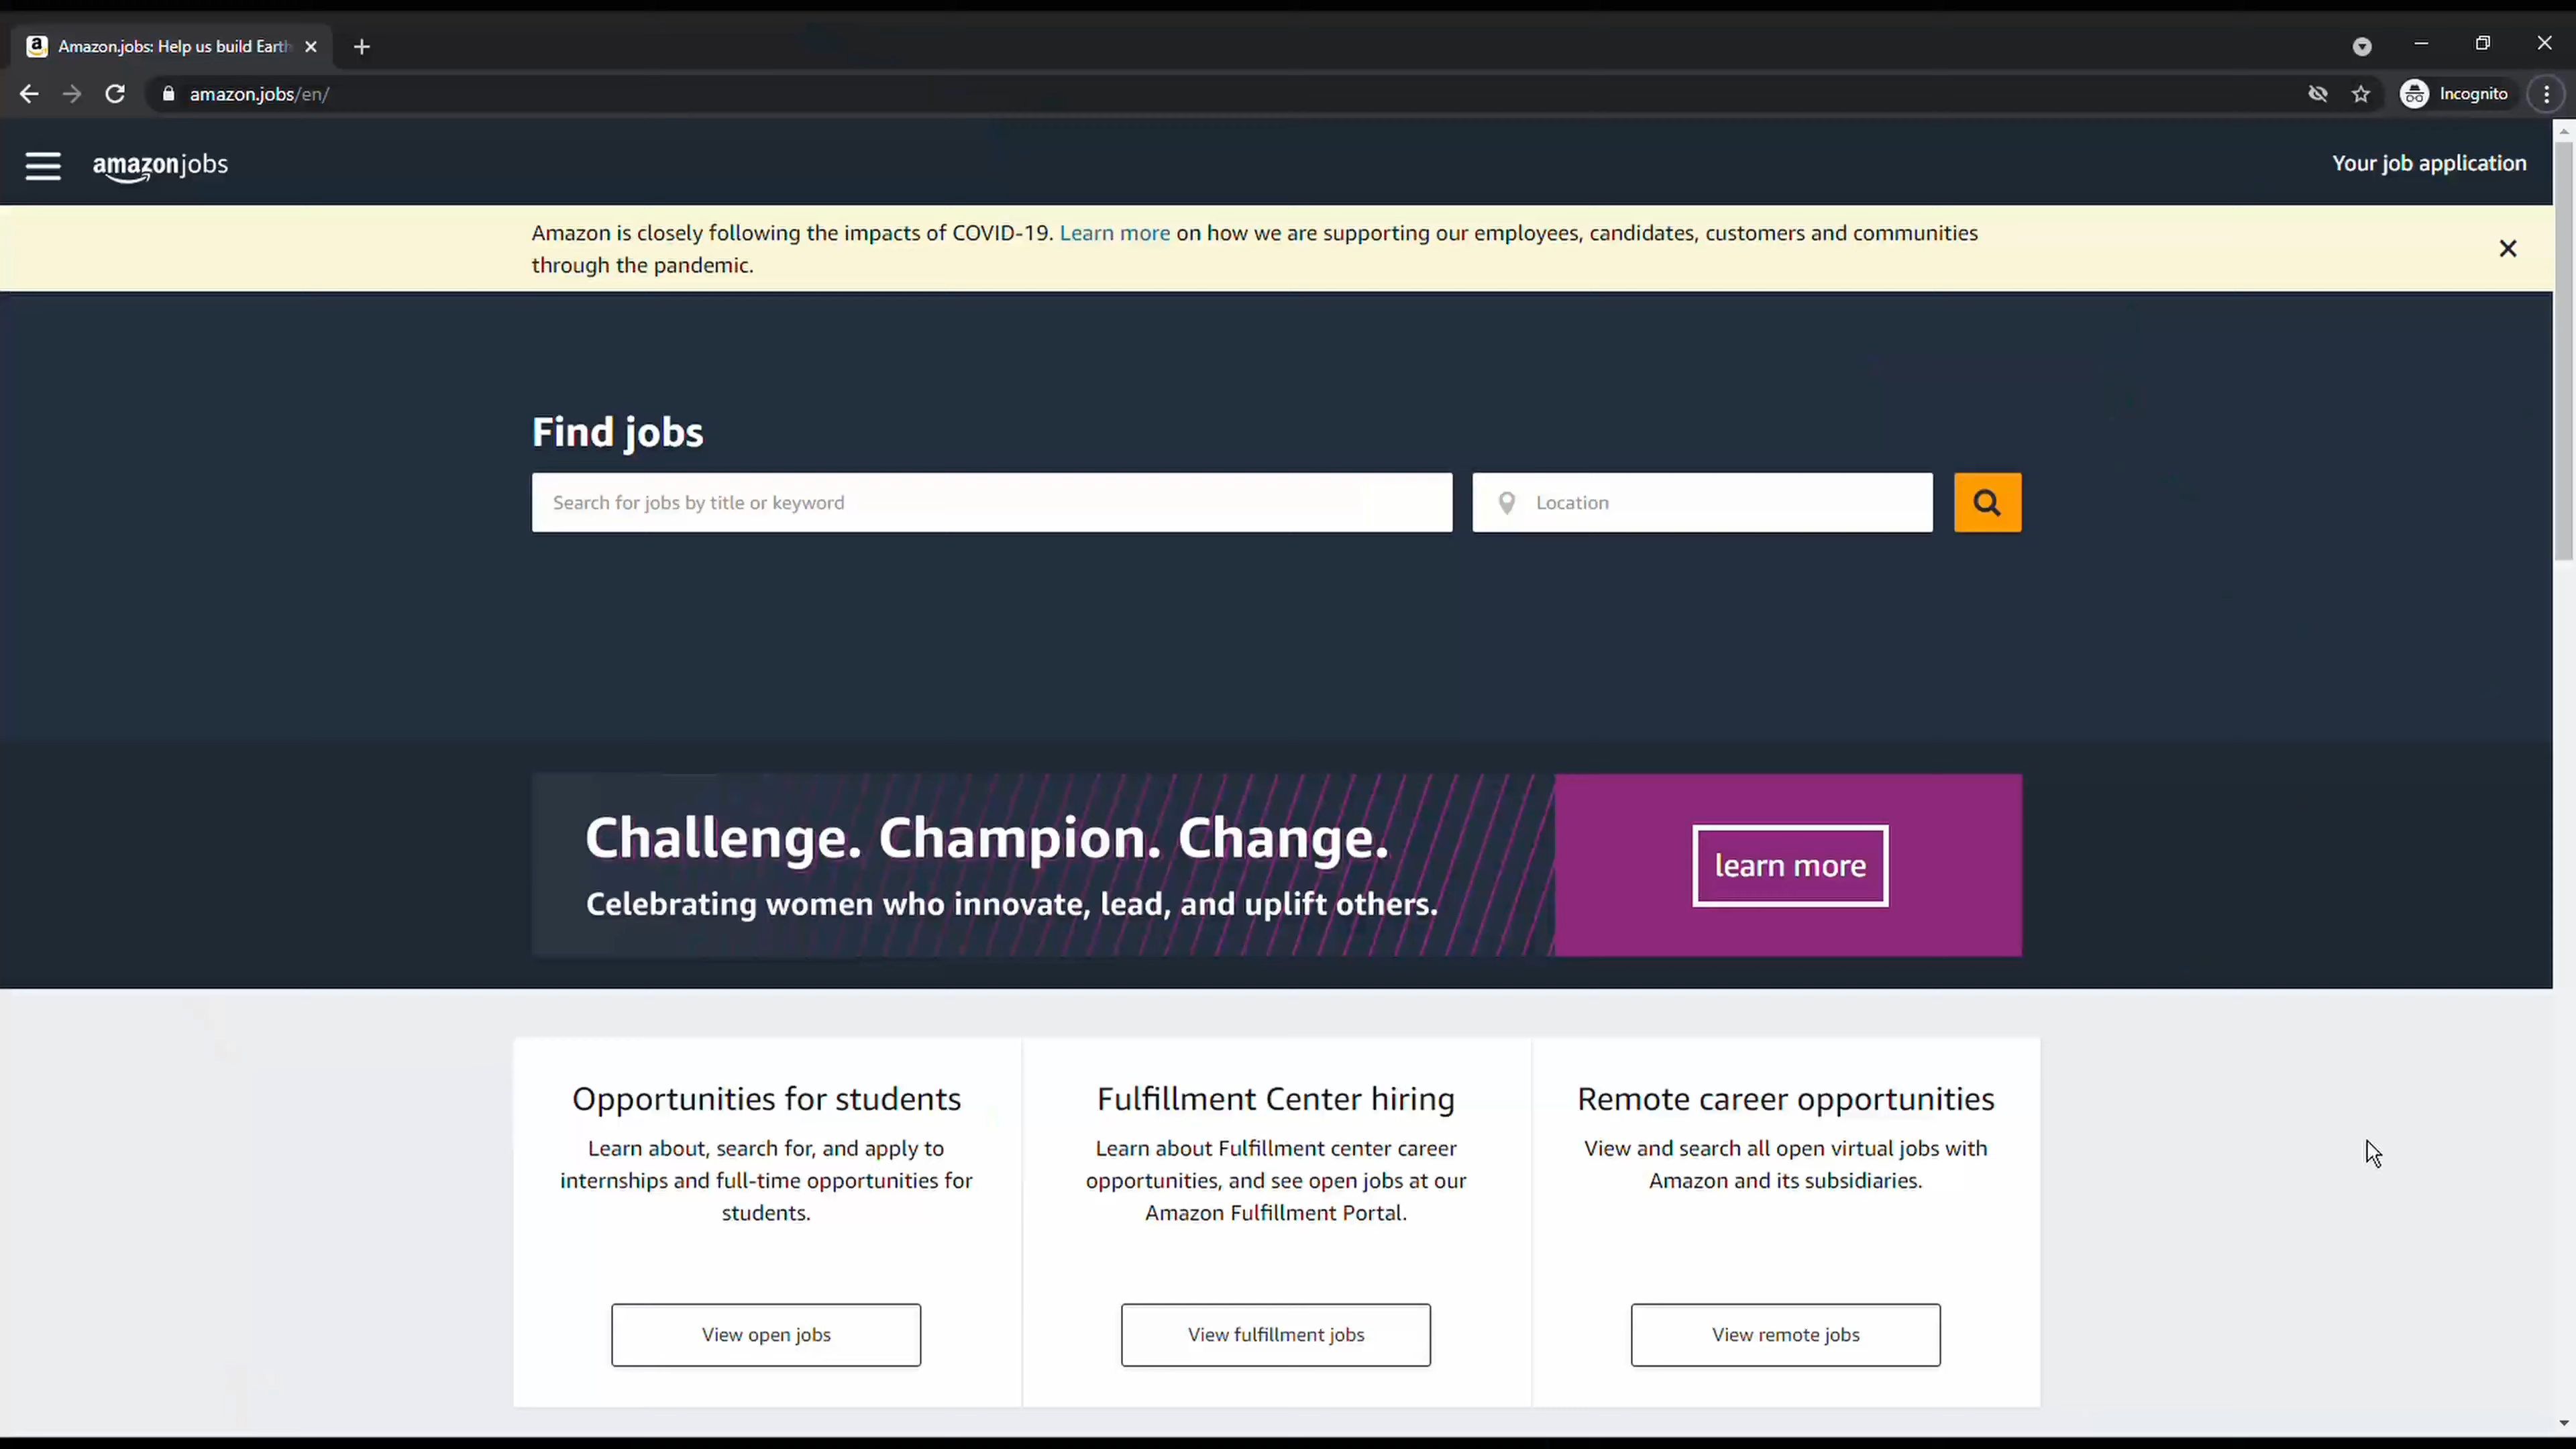 Amazon.jobs: Help us build Earth
amazon.jobs/en/
Incognito
amazonjobs
Your job application
Amazon is closely following the impacts of COVID-19. Learn more on how we are supporting our employees, candidates, customers and communities
through the pandemic.
Find jobs
Search for jobs by title or keyword
Location
Challenge. Champion. Change.
Celebrating women who innovate, lead, and uplift others.
learn more
Opportunities for students
Learn about, search for, and apply to
internships and full-time opportunities for
students.
View open jobs
Fulfillment Center hiring
Learn about Fulfillment center career
opportunities, and see open jobs at our
Amazon Fulfillment Portal.
View fulfillment jobs
Remote career opportunities
View and search all open virtual jobs with
Amazon and its subsidiaries.
View remote jobs